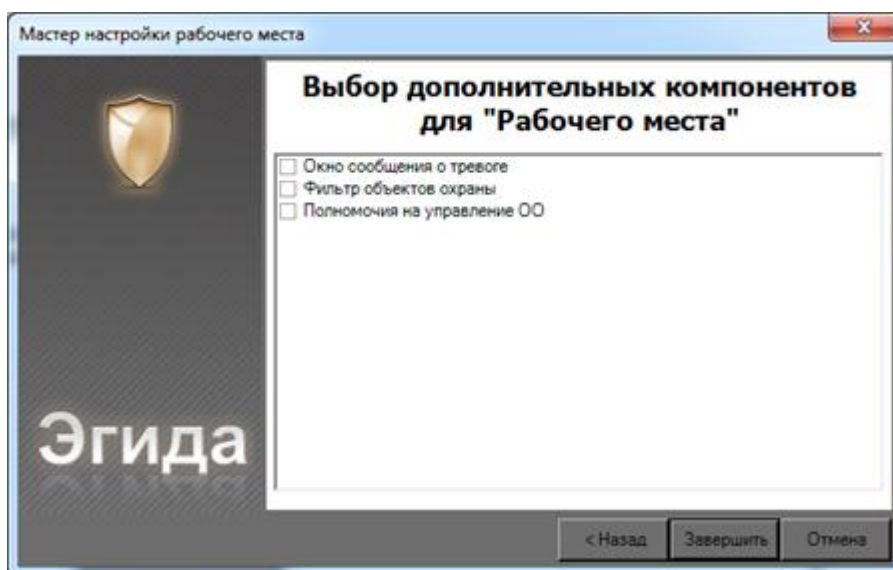 Мастер настройки рабочего места
Выбор дополнительных компонентов
для "Рабочего места"
Окно сообщения о тревоге
Фильтр объектов охраны
Полномочия на управление ОО
Эгида
< Назад
Завершить
Отмена